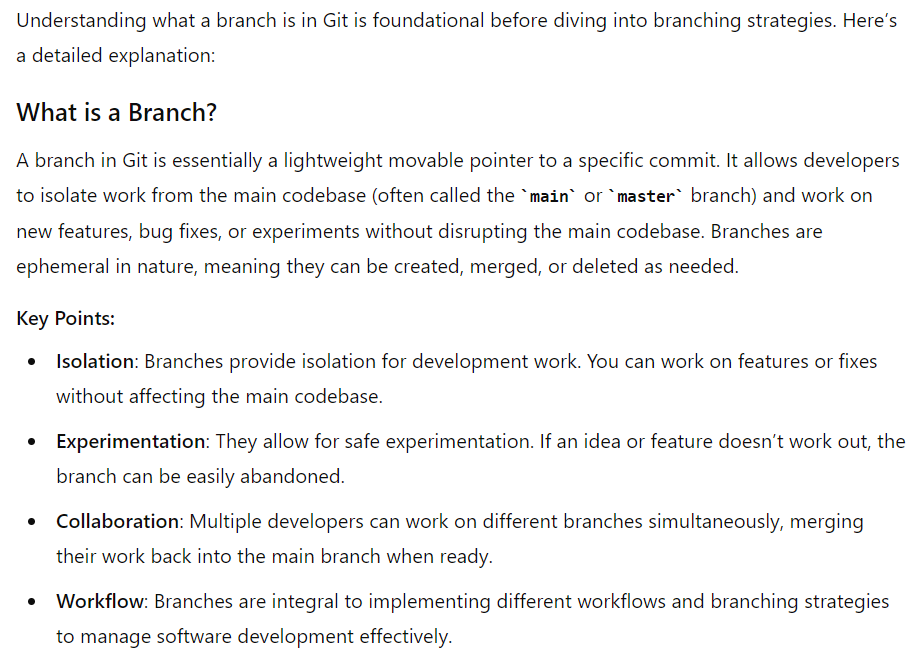 Understanding what a branch is in Git is foundational before diving into branching strategies. Here’s
a detailed explanation:
What is a Branch?
A branch in Git is essentially a lightweight movable pointer to a specific commit. It allows developers
to isolate work from the main codebase (often called the `main` or `master` branch) and work on
new features, bug fixes, or experiments without disrupting the main codebase. Branches are
ephemeral in nature, meaning they can be created, merged, or deleted as needed.
Key Points:
• Isolation: Branches provide isolation for development work. You can work on features or fixes
without affecting the main codebase.
• Experimentation: They allow for safe experimentation. If an idea or feature doesn’t work out, the
branch can be easily abandoned.
• Collaboration: Multiple developers can work on different branches simultaneously, merging
their work back into the main branch when ready.
• Workflow: Branches are integral to implementing different workflows and branching strategies
to manage software development effectively.